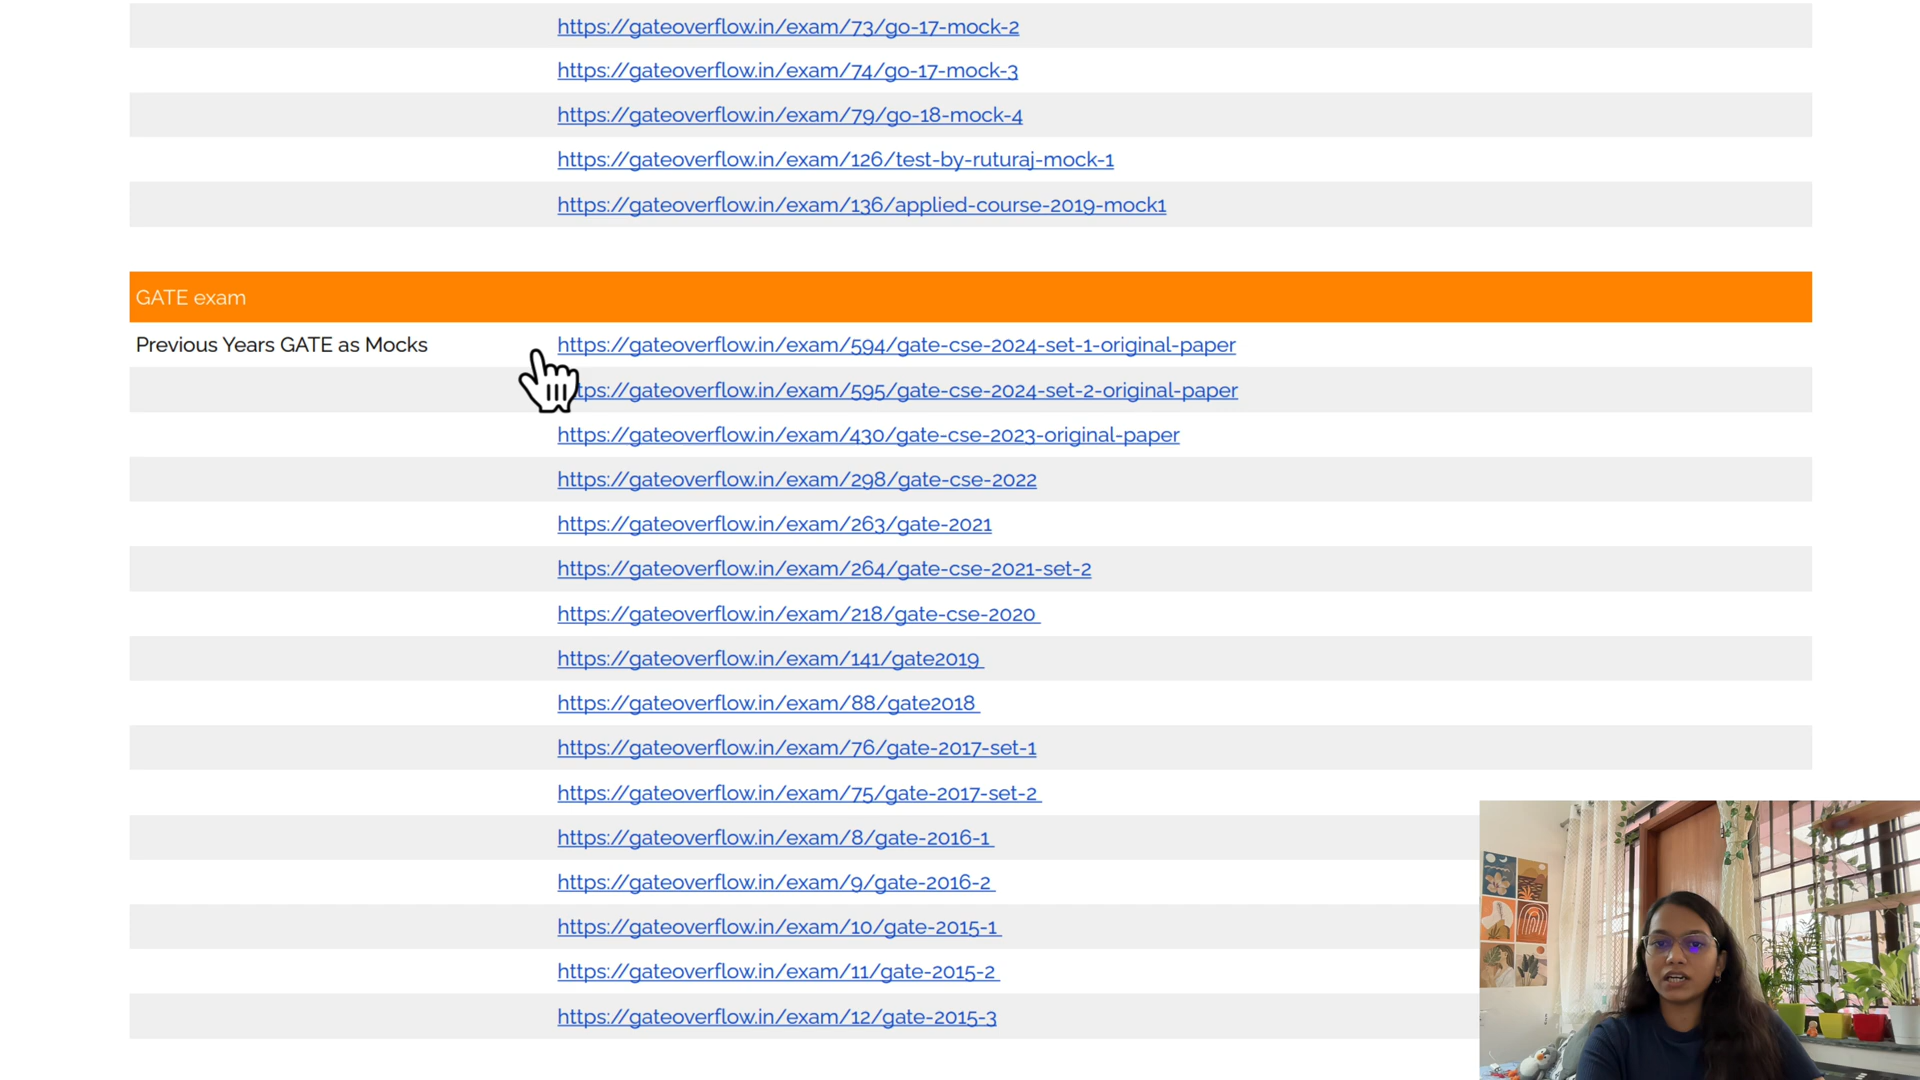 https://gateoverflow.in/exam/73/go-17-mock-2
https://gateoverflow.in/exam/74/go-17-mock-3
https://gateoverflow.in/exam/79/go-18-mock-4
https://gateoverflow.in/exam/126/test-by-ruturaj-mock-1
https://gateoverflow.in/exam/136/applied-course-2019-mock1
GATE exam
Previous Years GATE as Mocks https://gateoverflow.in/exam/594/gate-cse-2024-set-1-original-paper
tps://gateoverflow.in/exam/595/gate-cse-2024-set-2-original-paper
https://gateoverflow.in/exam/430/gate-cse-2023-original-paper
https://gateoverflow.in/exam/298/gate-cse-2022
https://gateoverflow.in/exam/263/gate-2021
https://gateoverflow.in/exam/264/gate-cse-2021-set-2
https://gateoverflow.in/exam/218/gate-cse-2020
https://gateoverflow.in/exam/141/gate2019
https://gateoverflow.in/exam/88/gate2018
https://gateoverflow.in/exam/76/gate-2017-set-1
https://gateoverflow.in/exam/75/gate-2017-set-2
https://gateoverflow.in/exam/8/gate-2016-1
https://gateoverflow.in/exam/9/gate-2016-2
https://gateoverflow.in/exam/10/gate-2015-1
https://gateoverflow.in/exam/11/gate-2015-2
https://gateoverflow.in/exam/12/gate-2015-3